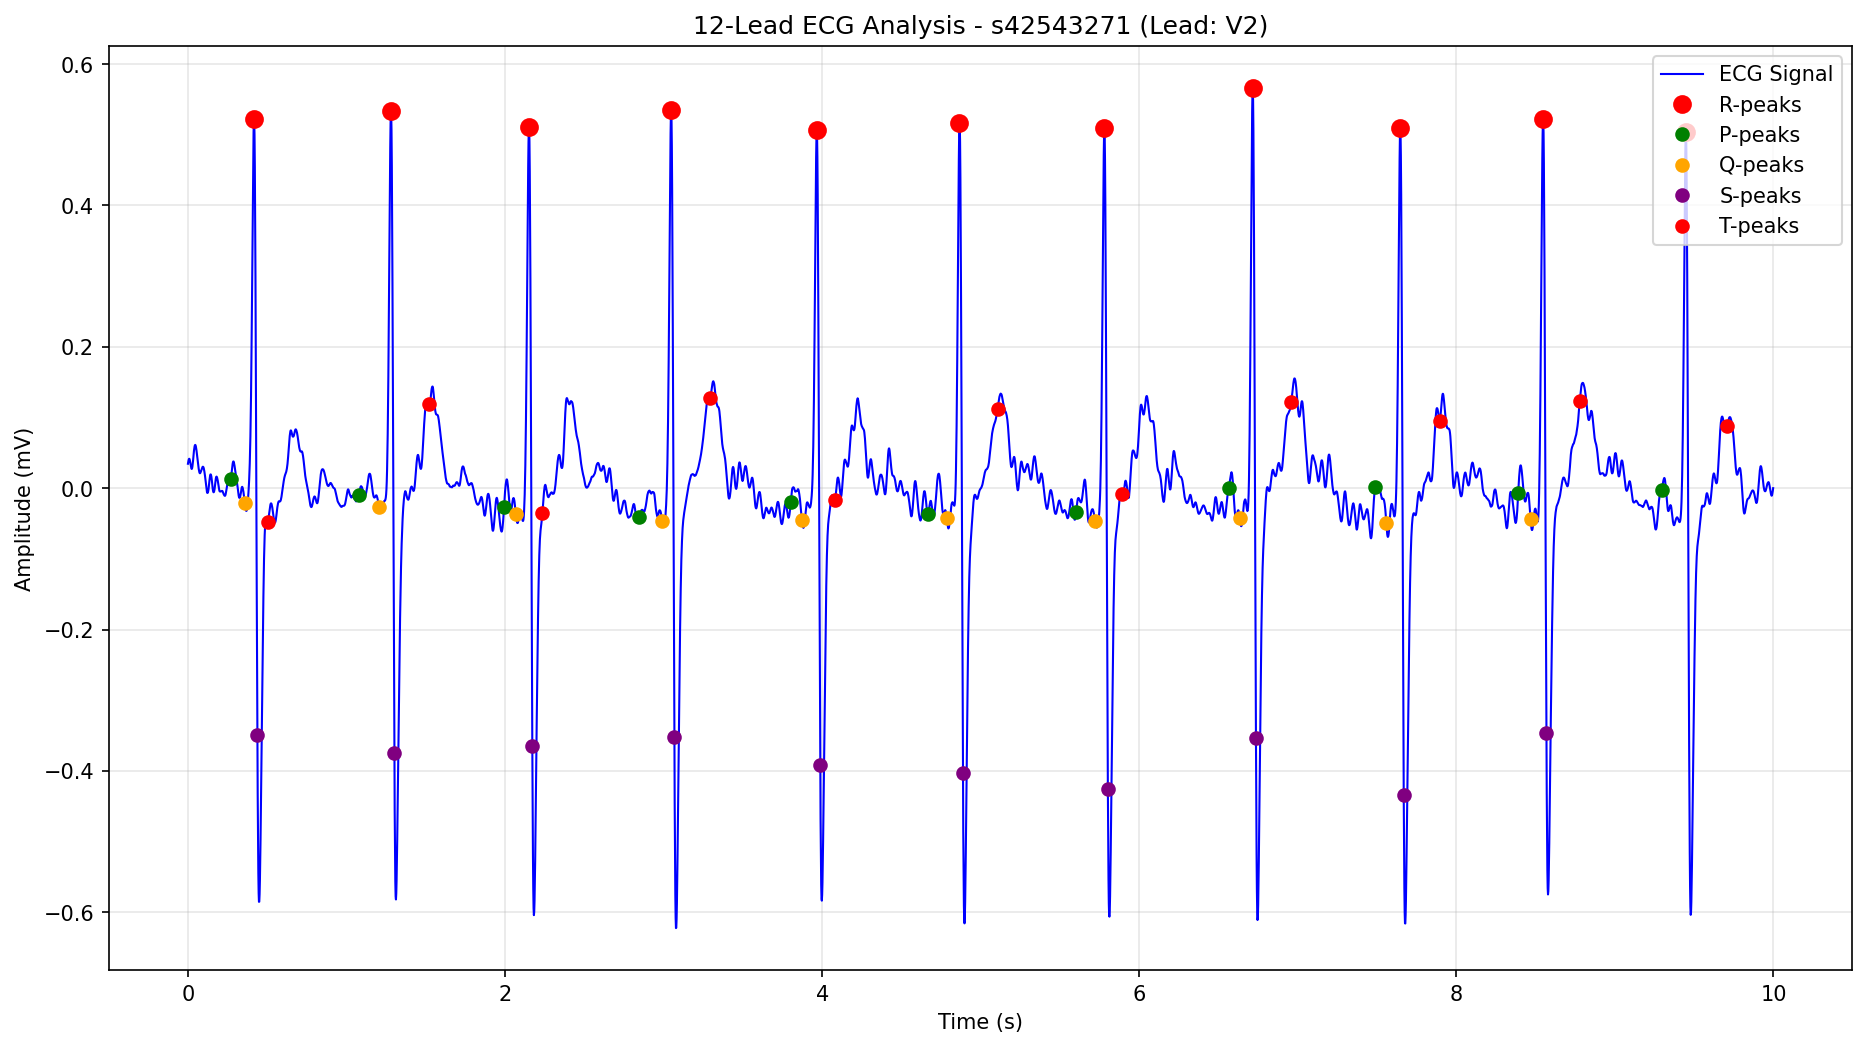 12-Lead ECG Analysis - s42543271 (Lead: V2)
ECG Signal
R-peaks
P-peaks
Q-peaks
S-peaks
T-peaks
Amplitude (mV)
0.6
0.4
0.2
0.0
−0.2
−0.4
−0.6
0 2 4 6 8 10
Time (s)